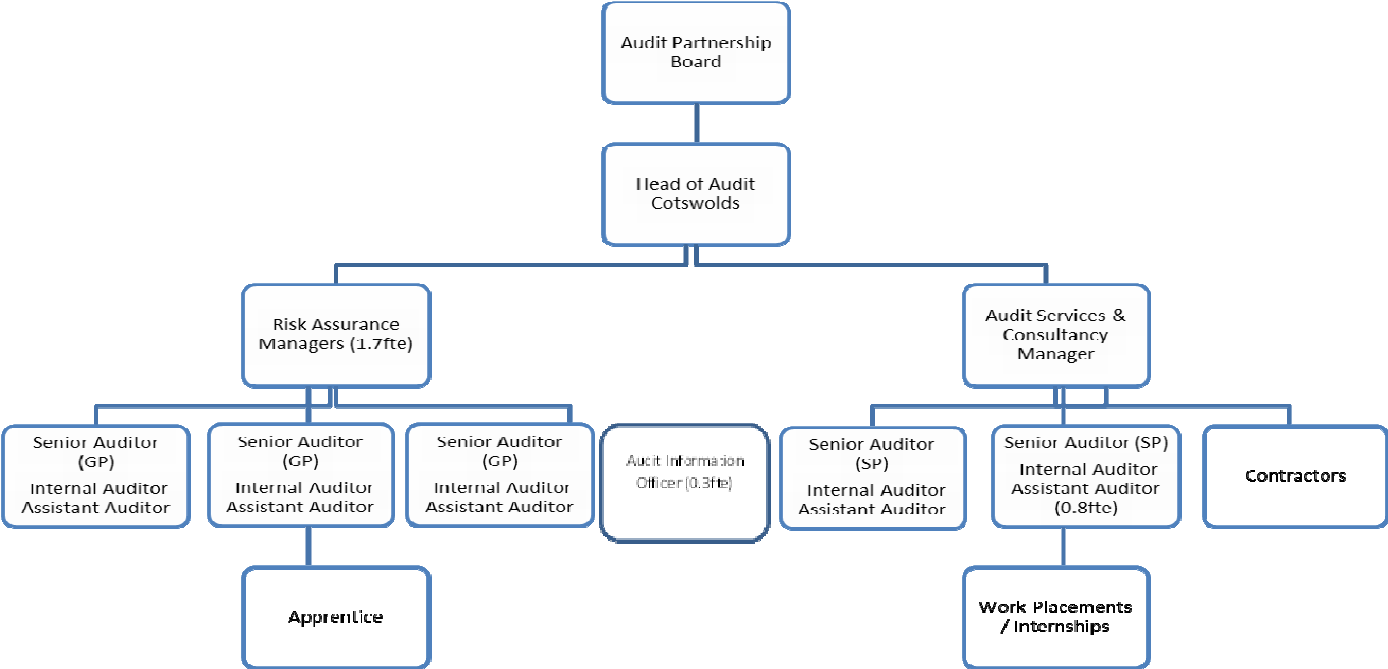 Audit Partnership
Board
Head of Audit
Cotswolds
Risk Assurance
Managers (1.7fte)
Audit Services &
Consultancy
Manager
Senior Auditor
(GP)
Internal Auditor
Assistant Auditor
Senior Auditor
(GP)
Internal Auditor
Assistant Auditor
Senior Auditor
(GP)
Internal Auditor
Assistant Auditor
Audit Information
Officer (0.3fte)
Senior Auditor
(SP)
Internal Auditor
Assistant Auditor
Senior Auditor (SP)
Internal Auditor
Assistant Auditor
(0.8fte)
Contractors
Apprentice
Work Placements
/ Internships